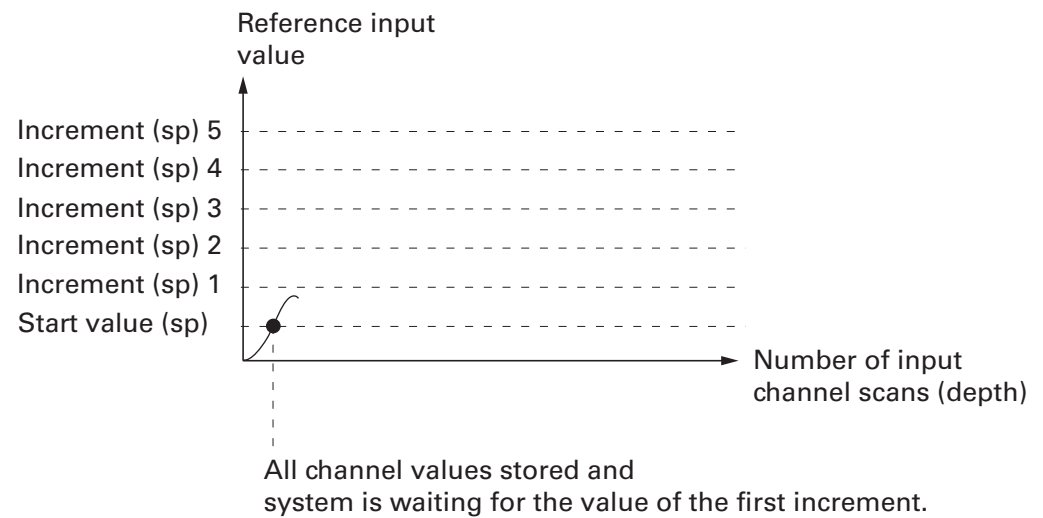 Reference input
value
Increment (sp) 5
Increment (sp) 4
Increment (sp) 3
Increment (sp) 2
Increment (sp) 1
Start value (sp)
Number of input
channel scans (depth)
All channel values stored and
system is waiting for the value of the first increment.